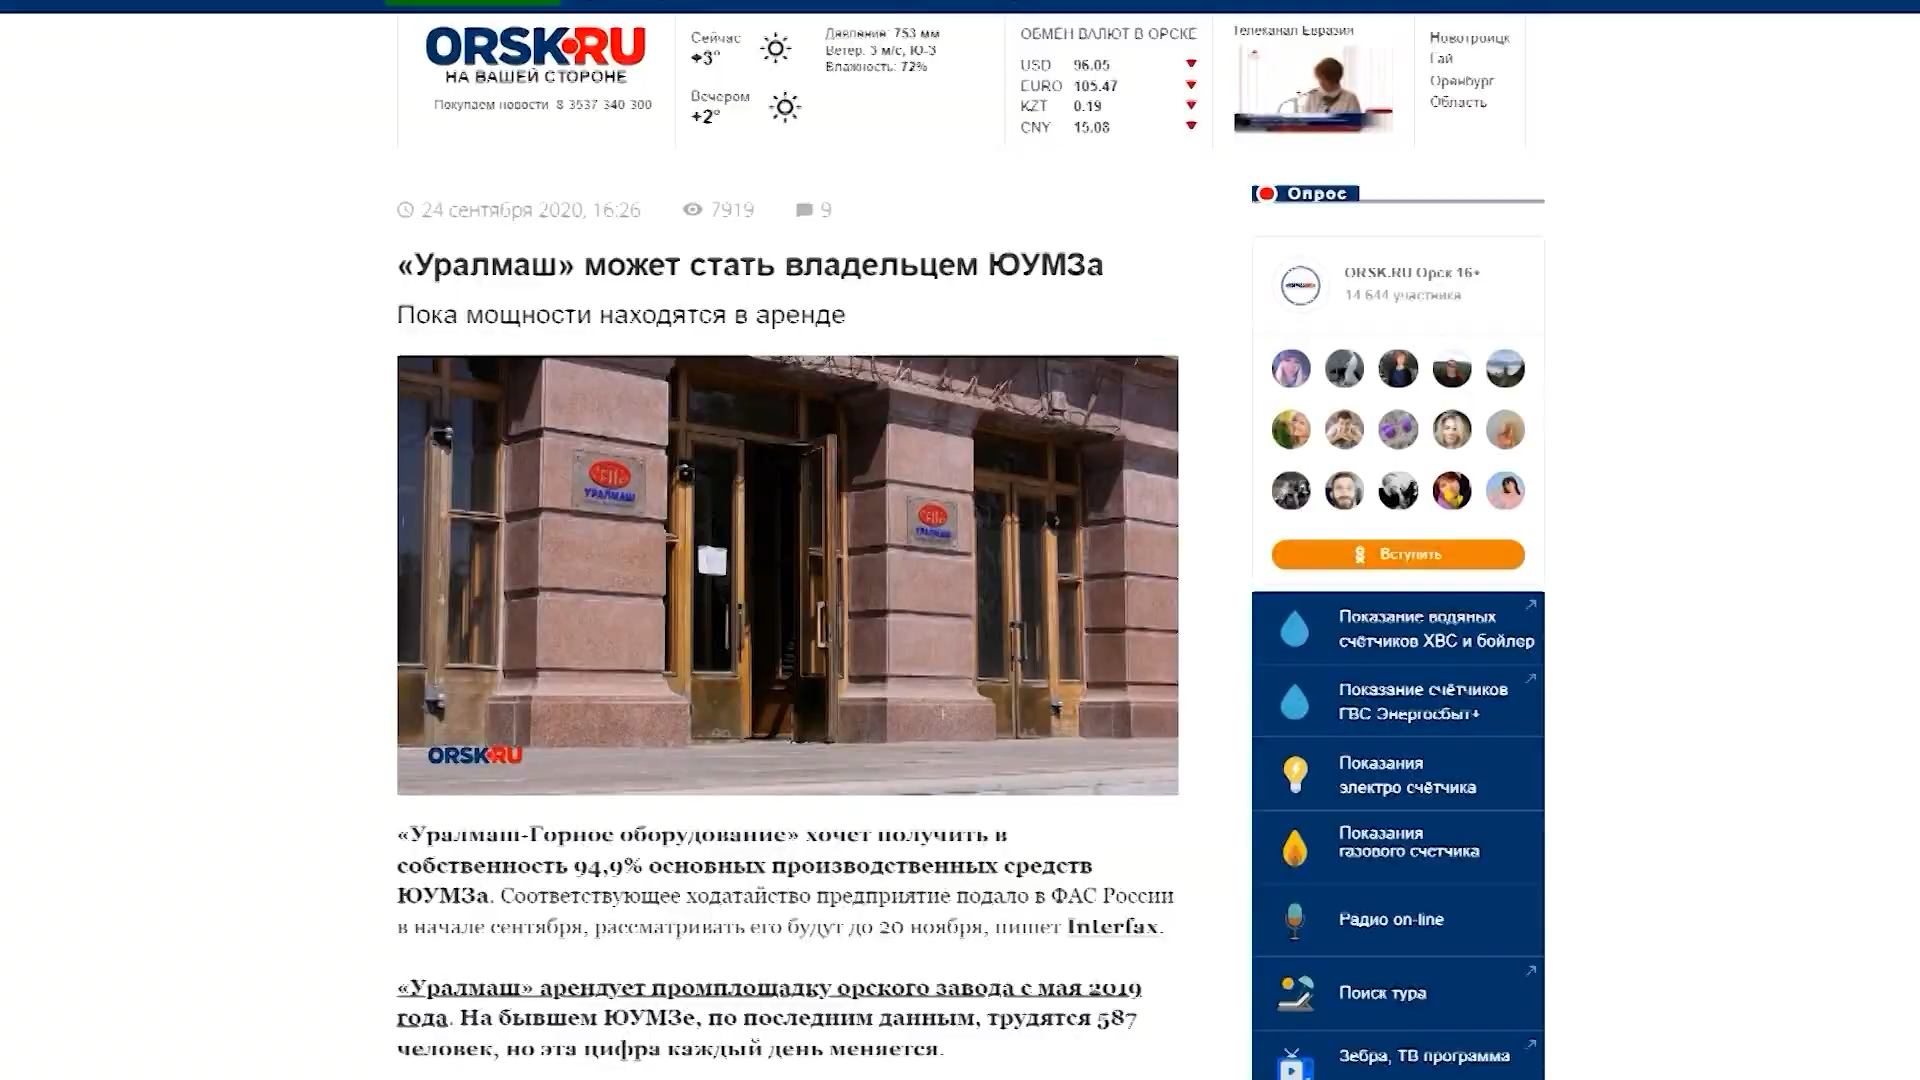 ORSK.RU
НА ВАШЕЙ СТОРОНЕ
Покупаем новости 8 3537 340 300
Сейчас
+3°
Вечером
+2°
Давление: 753 мм
Ветер: 3 м/с, Ю-З
Влажность: 72%
ОБМЕН ВАЛЮТ В ОРСКЕ
USD 96.05
EURO 105.47
KZT 0.19
CNY 15.08
Телеканал Евразия
Новотроицк
Гай
Оренбург
Область
24 сентября 2020, 16:26 7919 9
«Уралмаш» может стать владельцем ЮУМЗа
Пока мощности находятся в аренде
УРАЛМАШ
УРАЛМАШ
ORSK.RU
«Уралмаш-Горное оборудование» хочет получить в
собственность 94,9% основных производственных средств
ЮУМЗа. Соответствующее ходатайство предприятие подало в ФАС России
в начале сентября, рассматривать его будут до 20 ноября, пишет Interfax.
«Уралмаш» арендует промплощадку орского завода с мая 2019
года. На бывшем ЮУМЗе, по последним данным, трудятся 587
человек, но эта цифра каждый день меняется.
Опрос
ORSK.RU Орск 16+
14 644 участника
Вступить
Показание водяных
счётчиков ХВС и бойлер
Показание счётчиков
ГВС Энергосбыт+
Показания
электро счётчика
Показания
газового счетчика
Радио on-line
Поиск тура
Зебра, ТВ программа